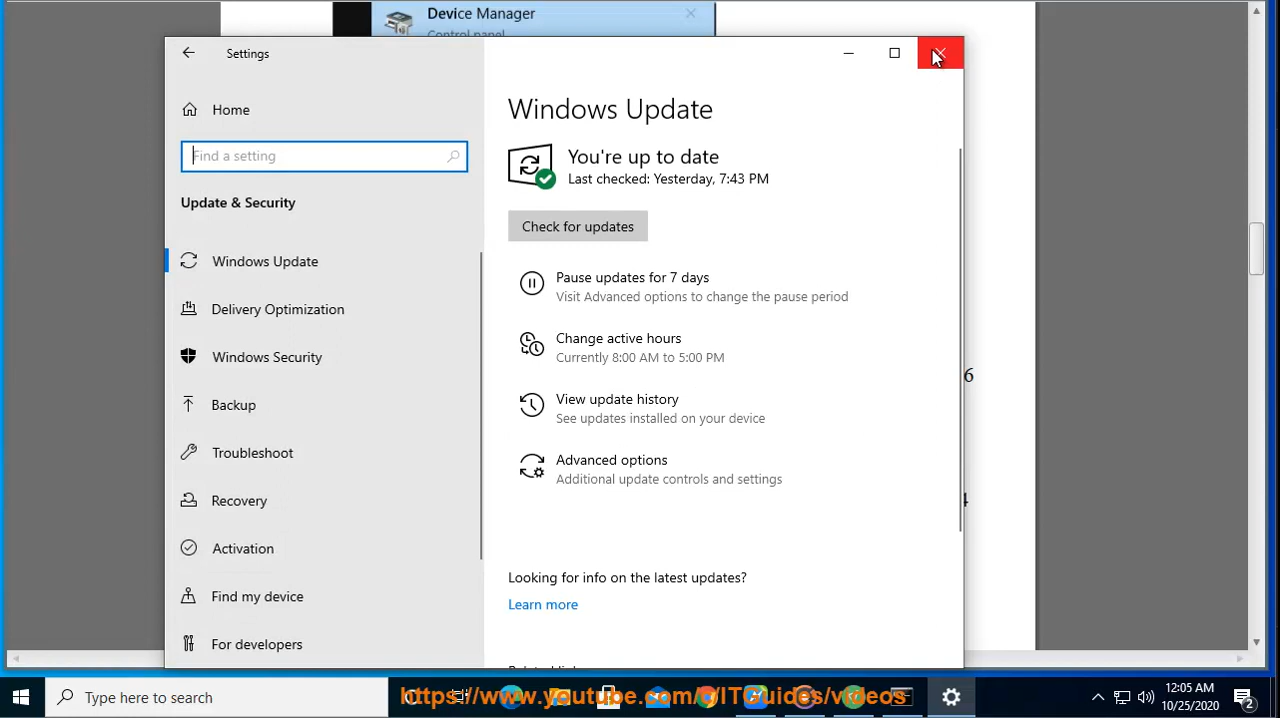 Device Manager
Control panel
Settings
Home
Find a setting
Update & Security
Windows Update
Delivery Optimization
Windows Security
Backup
Troubleshoot
Recovery
Activation
Find my device
For developers
Windows Update
You're up to date
Last checked: Yesterday, 7:43 PM
Check for updates
Pause updates for 7 days
Visit Advanced options to change the pause period
Change active hours
Currently 8:00 AM to 5:00 PM
View update history
See updates installed on your device
Advanced options
Additional update controls and settings
Looking for info on the latest updates?
Learn more
6
4
Type here to search
https://www.youtube.com/c/ITGuides/videos
12:05 AM
10/25/2020
2